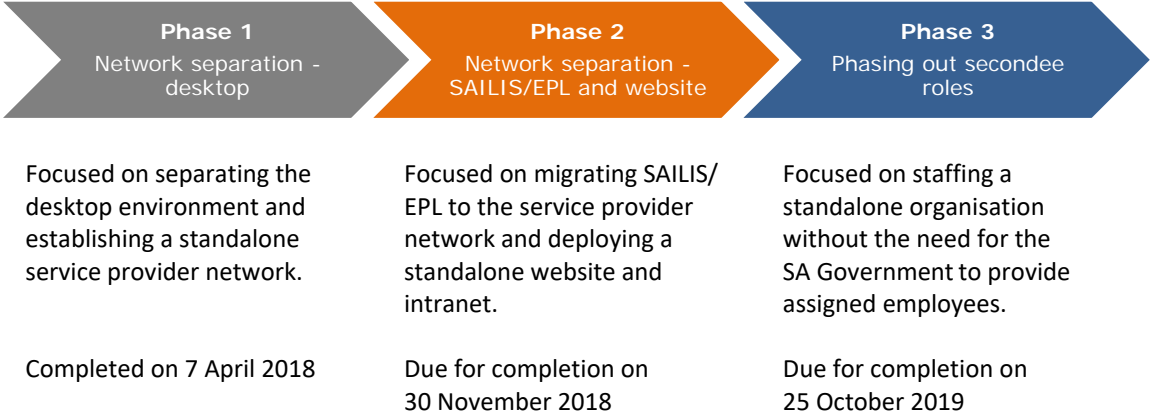 Phase 1
Network separation -
desktop
Phase 2
Network separation -
SAILIS/EPL and website
Phase 3
Phasing out secondee
roles
Focused on separating the
desktop environment and
establishing a standalone
service provider network.
Completed on 7 April 2018
Focused on migrating SAILIS/
EPL to the service provider
network and deploying a
standalone website and
intranet.
Due for completion on
30 November 2018
Focused on staffing a
standalone organisation
without the need for the
SA Government to provide
assigned employees.
Due for completion on
25 October 2019